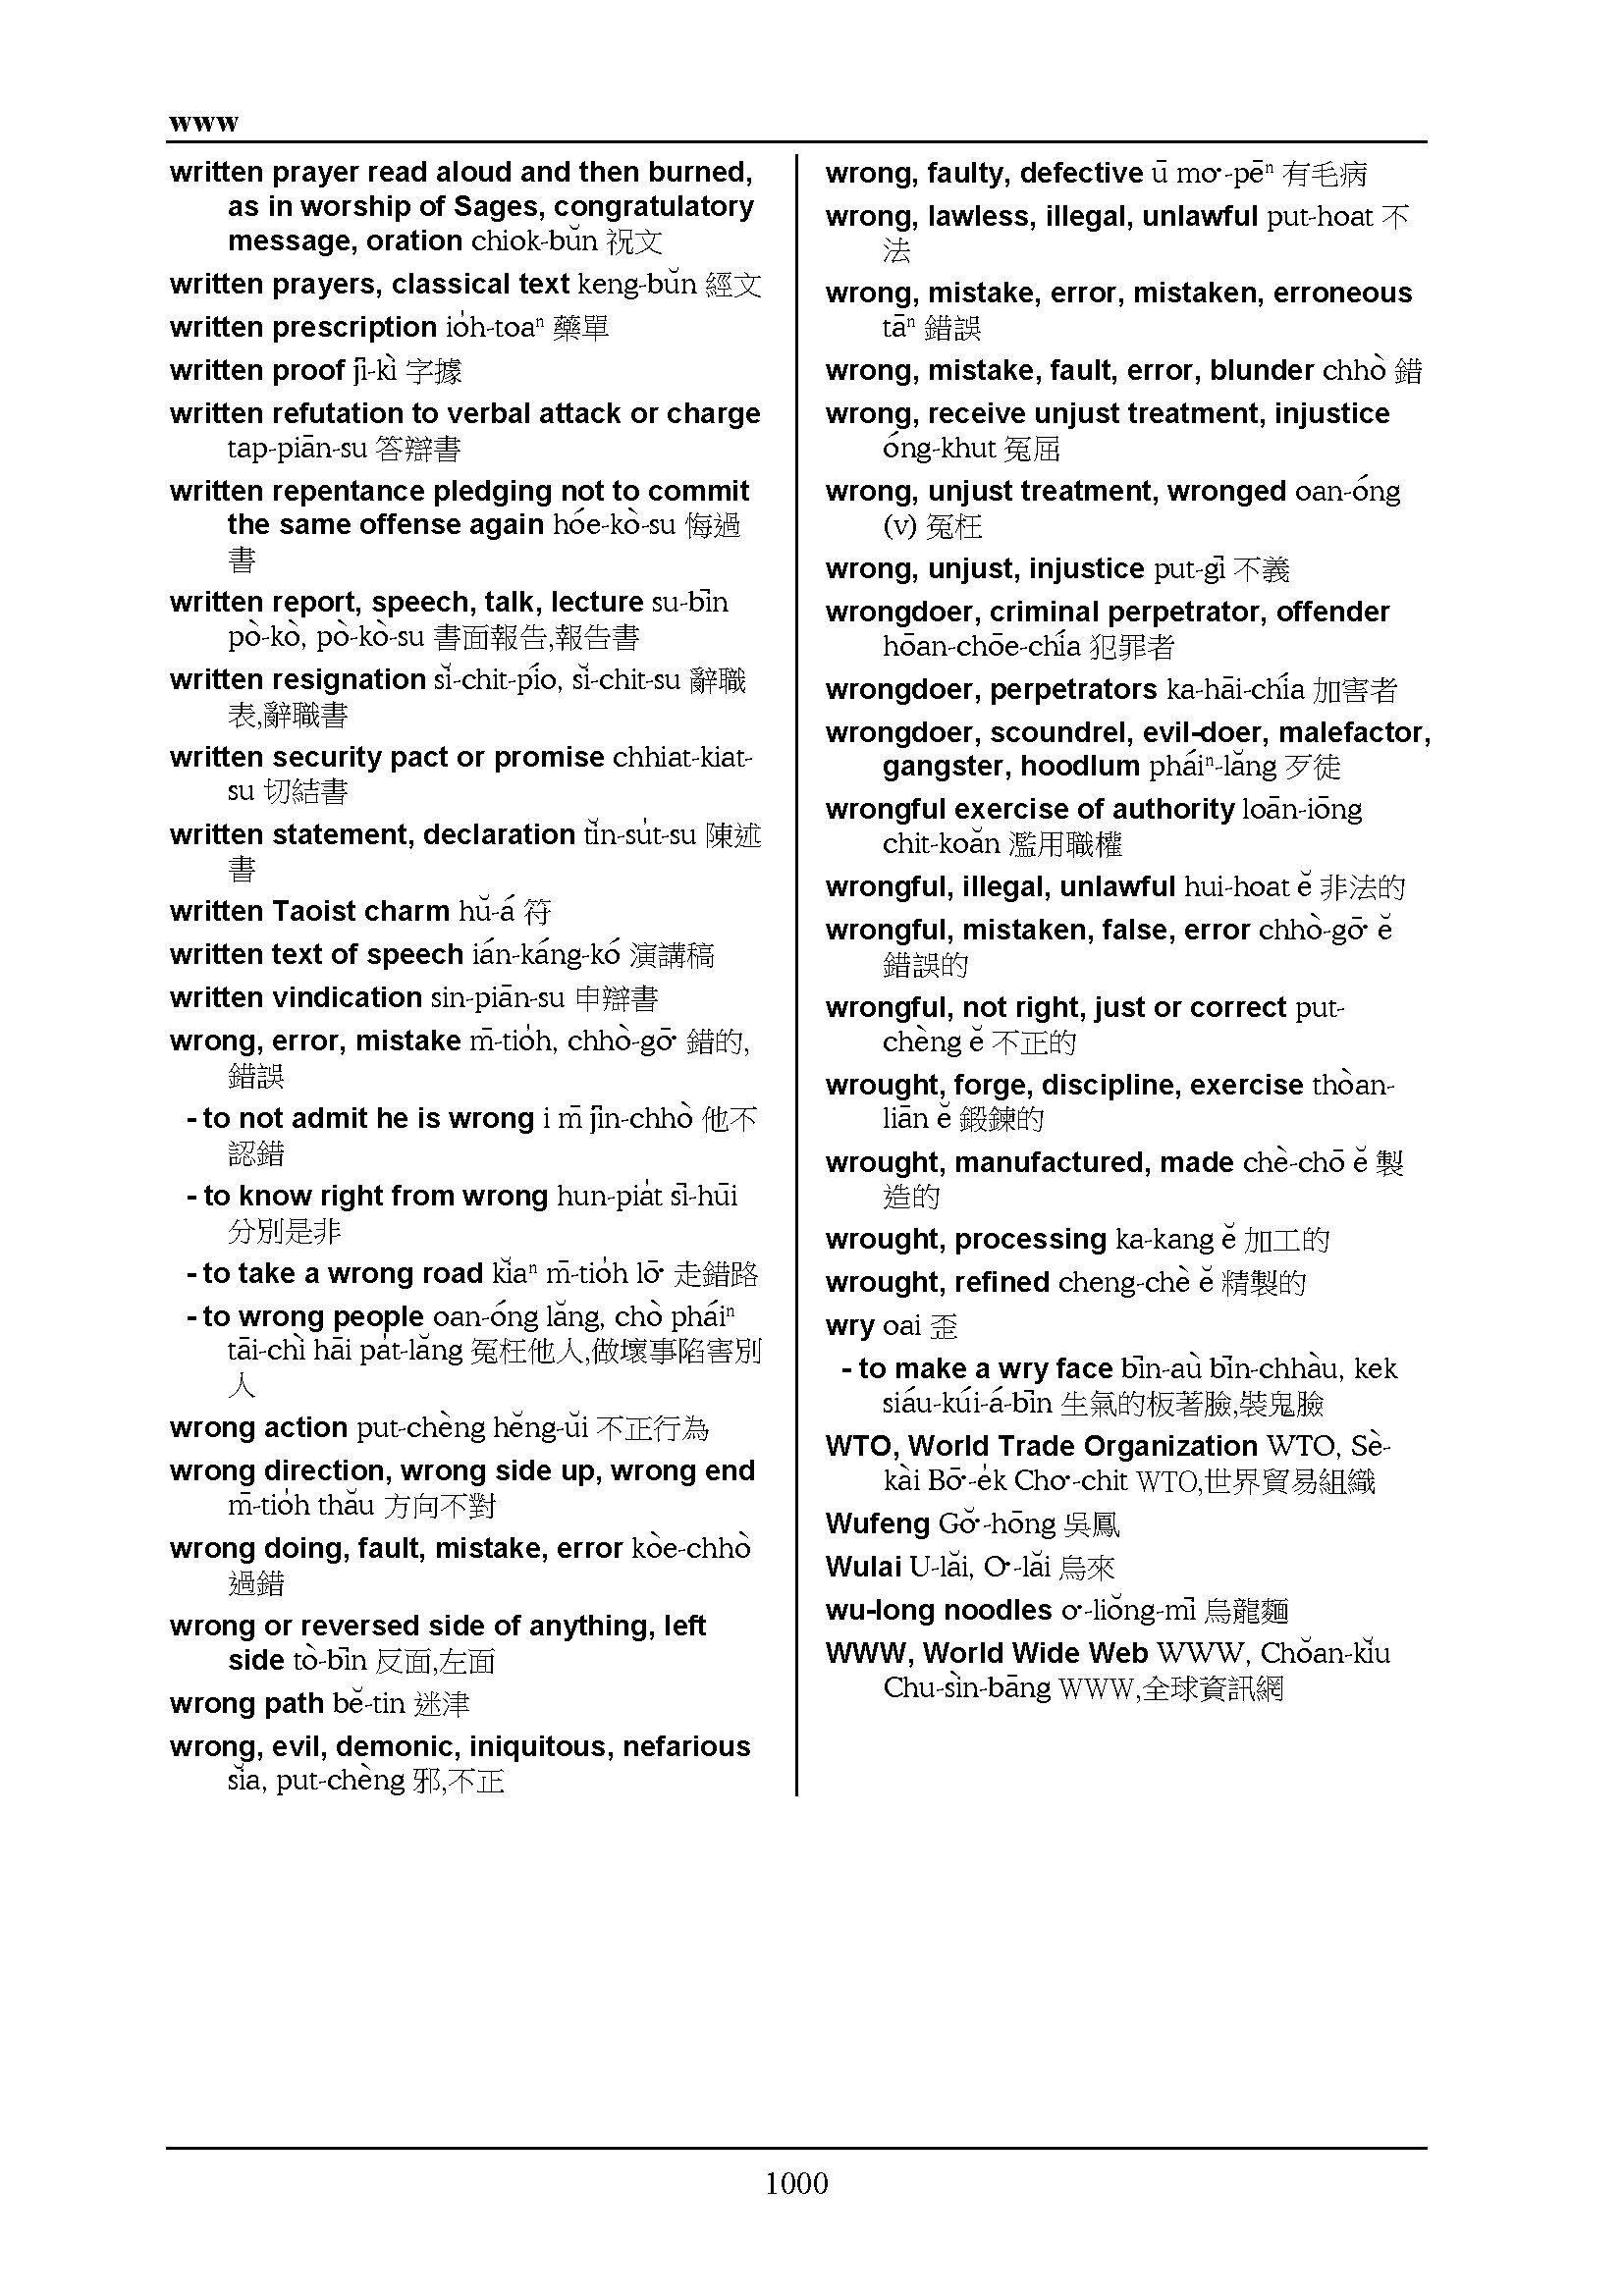 www
written prayer read aloud and then burned,
as in worship of Sages, congratulatory
message, oration chiok-bŭn 祝文
written prayers, classical text keng-bŭn 經文
written prescription io̍h-toaⁿ 藥單
written proof jī-kì 字據
written refutation to verbal attack or charge
tap-piān-su 答辯書
written repentance pledging not to commit
the same offense again hóe-kò-su 悔過
書
written report, speech, talk, lecture su-bīn
pò-kò, pò-kò-su 書面報告,報告書
written resignation sĭ-chit-pío, sĭ-chit-su 辭職
表,辭職書
written security pact or promise chhiat-kiat-
su 切結書
written statement, declaration tĭn-su̍t-su 陳述
書
written Taoist charm hŭ-á 符
written text of speech ián-káng-kó 演講稿
written vindication sin-piān-su 申辯書
wrong, error, mistake m̄-tio̍h, chhò-gō͘ 錯的,
錯誤
- to not admit he is wrong i m̄ jīn-chhò 他不
認錯
- to know right from wrong hun-pia̍t sī-hūi
分別是非
- to take a wrong road kĭaⁿ m̄-tio̍h lō͘ 走錯路
- to wrong people oan-óng lăng, chò pháiⁿ
tāi-chì hāi pa̍t-lăng 冤枉他人,做壞事陷害別
人
wrong action put-chèng hĕng-ŭi 不正行為
wrong direction, wrong side up, wrong end
m̄-tio̍h thău 方向不對
wrong doing, fault, mistake, error kòe-chhò
過錯
wrong or reversed side of anything, left
side tò-bīn 反面,左面
wrong path bĕ-tin 迷津
wrong, evil, demonic, iniquitous, nefarious
sĭa, put-chèng 邪,不正
wrong, faulty, defective ū mo͘-pēⁿ 有毛病
wrong, lawless, illegal, unlawful put-hoat 不
法
wrong, mistake, error, mistaken, erroneous
tāⁿ 錯誤
wrong, mistake, fault, error, blunder chhò 錯
wrong, receive unjust treatment, injustice
óng-khut 冤屈
wrong, unjust treatment, wronged oan-óng
(v) 冤枉
wrong, unjust, injustice put-gī 不義
wrongdoer, criminal perpetrator, offender
hōan-chōe-chía 犯罪者
wrongdoer, perpetrators ka-hāi-chía 加害者
wrongdoer, scoundrel, evil-doer, malefactor,
gangster, hoodlum pháiⁿ-lăng 歹徒
wrongful exercise of authority loān-iōng
chit-koăn 濫用職權
wrongful, illegal, unlawful hui-hoat ĕ 非法的
wrongful, mistaken, false, error chhò-gō͘ ĕ
錯誤的
wrongful, not right, just or correct put-
chèng ĕ 不正的
wrought, forge, discipline, exercise thòan-
liān ĕ 鍛鍊的
wrought, manufactured, made chè-chō ĕ 製
造的
wrought, processing ka-kang ĕ 加工的
wrought, refined cheng-chè ĕ 精製的
wry oai 歪
- to make a wry face bīn-aù bīn-chhàu, kek
siáu-kúi-á-bīn 生氣的板著臉,裝鬼臉
WTO, World Trade Organization WTO, Sè-
kài Bō͘-e̍k Cho͘-chit WTO,世界貿易組織
Wufeng Gŏ͘-hōng 吳鳳
Wulai U-lăi, O͘-lăi 烏來
wu-long noodles o͘-liŏng-mī 烏龍麵
WWW, World Wide Web WWW, Chŏan-kĭu
Chu-sìn-bāng WWW,全球資訊網
1000